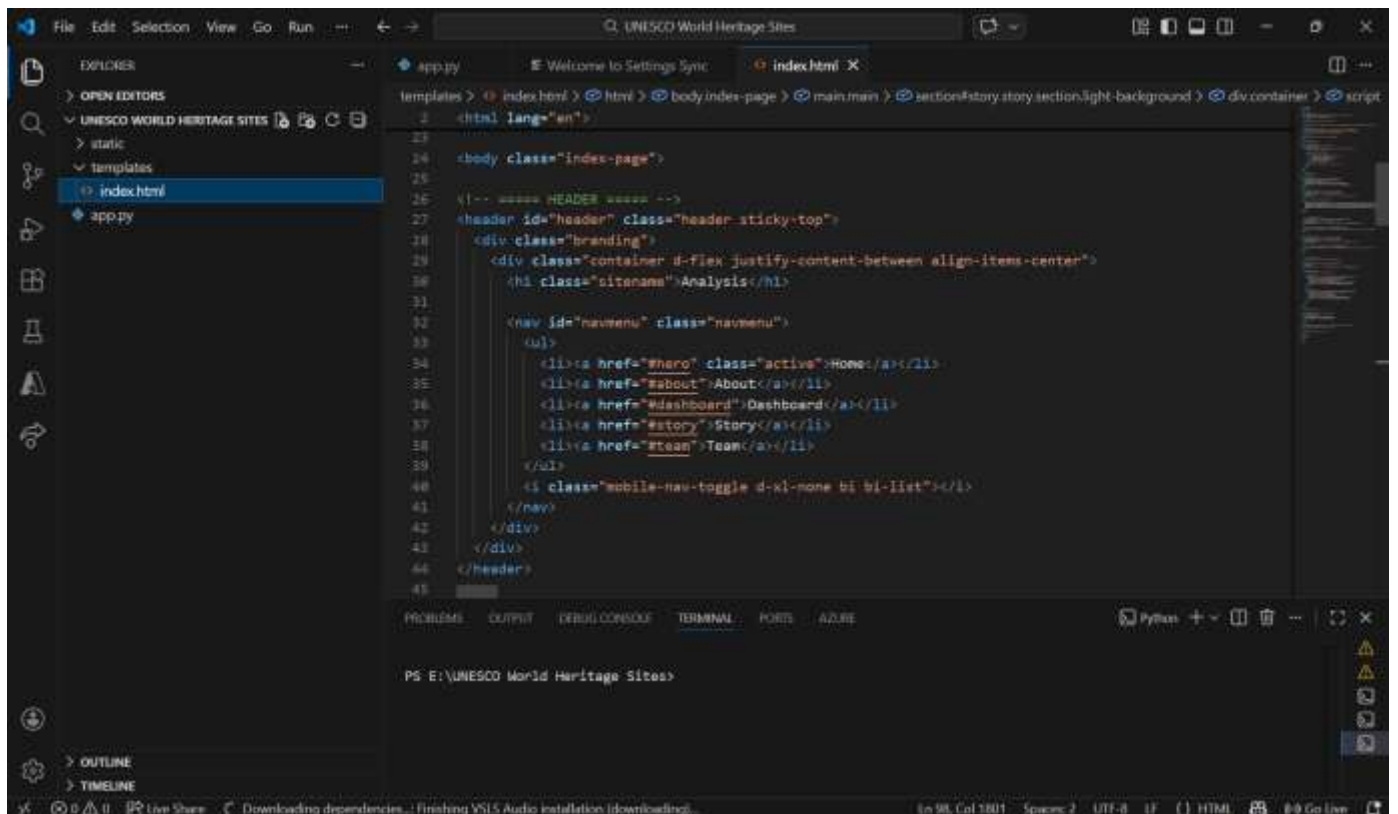 File Edit Selection View Go Run ... UNESCO World Heritage Sites
EXPLORER
OPEN EDITORS
UNESCO WORLD HERITAGE SITES
static
templates
index.html
app.py
OUTLINE
TIMELINE
app.py Welcome to Settings Sync index.html
templates > index.html > html > body.index-page > main.main > section#story.story.section.light-background > div.container > script
2 <html lang="en">
23
24 <body class="index-page">
25
26 <!-- ===== HEADER ===== -->
27 <header id="header" class="header sticky-top">
28 <div class="branding">
29 <div class="container d-flex justify-content-between align-items-center">
30 <h1 class="sitename">Analysis</h1>
31
32 <nav id="navmenu" class="navmenu">
33 <ul>
34 <li><a href="#hero" class="active">Home</a></li>
35 <li><a href="#about">About</a></li>
36 <li><a href="#dashboard">Dashboard</a></li>
37 <li><a href="#story">Story</a></li>
38 <li><a href="#team">Team</a></li>
39 </ul>
40 <i class="mobile-nav-toggle d-xl-none bi bi-list"></i>
41 </nav>
42 </div>
43 </div>
44 </header>
45
PROBLEMS OUTPUT DEBUG CONSOLE TERMINAL PORTS AZURE Python
PS E:\UNESCO World Heritage Sites>
0 0 Live Share Downloading dependencies...: Finishing VSLS Audio installation (downloading)... Ln 98, Col 1801 Spaces: 2 UTF-8 LF {} HTML Go Live